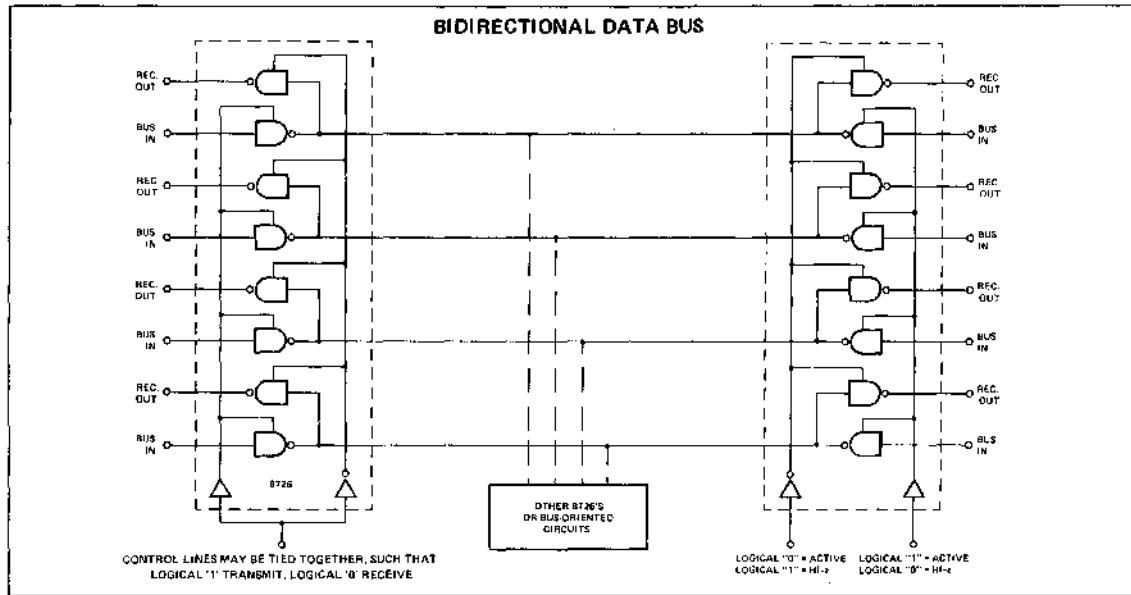 BIDIRECTIONAL DATA BUS
REC.
OUT
BUS
IN
REC
OUT
BUS
IN
REC.
OUT
BUS
IN
REC.
OUT
BUS
IN
REC
OUT
BUS
IN
REC
OUT
BUS
IN
REC.
OUT
BUS
IN
REC.
OUT
BUS
IN
8T26
OTHER 8T26'S
OR BUS-ORIENTED
CIRCUITS
CONTROL LINES MAY BE TIED TOGETHER, SUCH THAT
LOGICAL '1' TRANSMIT, LOGICAL '0' RECEIVE
LOGICAL "0" = ACTIVE
LOGICAL "1" = HI-z
LOGICAL "1" = ACTIVE
LOGICAL "0" = HI-z